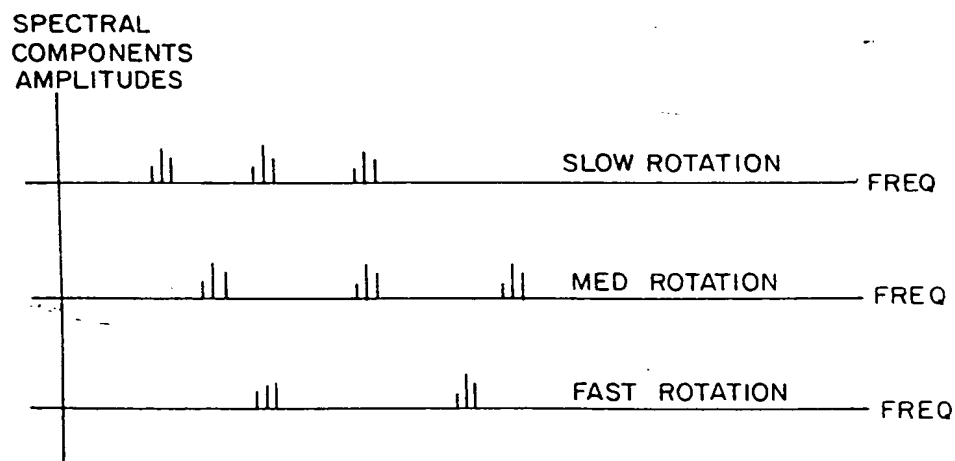 SPECTRAL
COMPONENTS
AMPLITUDES
SLOW ROTATION
FREQ
MED ROTATION
FREQ
FAST ROTATION
FREQ